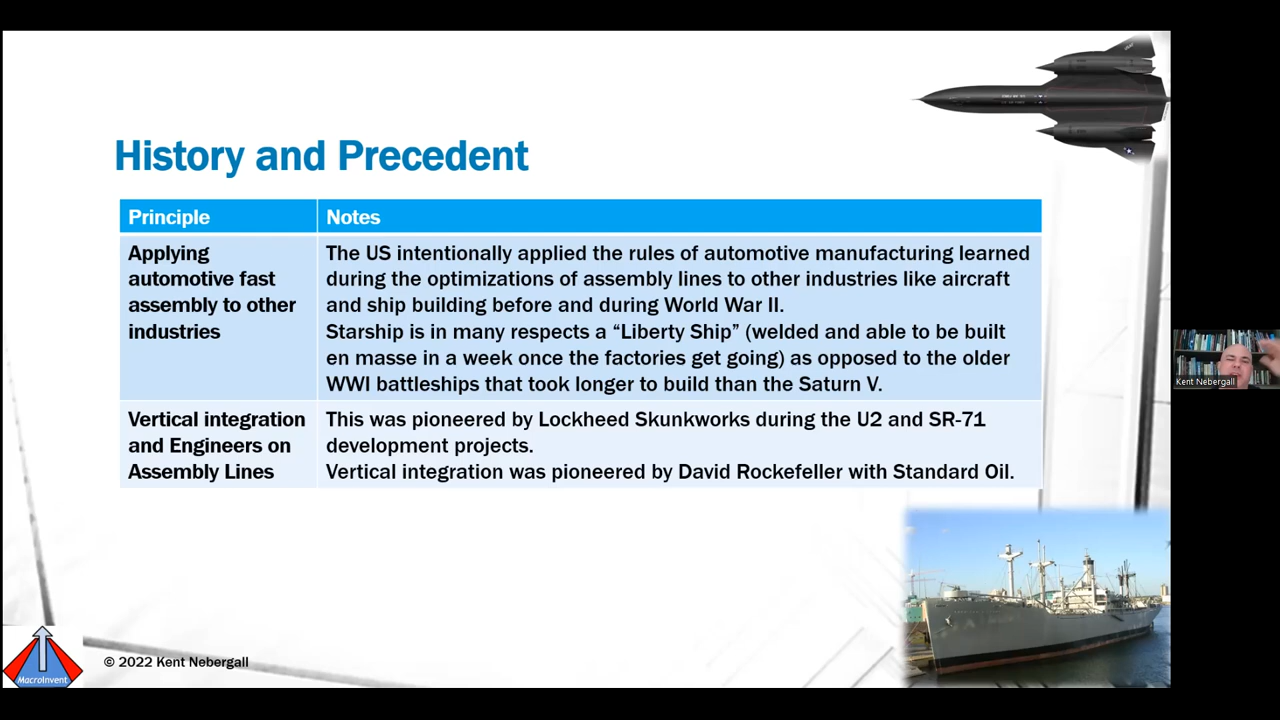 History and Precedent
Principle
Notes
Applying
automotive fast
assembly to other
industries
The US intentionally applied the rules of automotive manufacturing learned
during the optimizations of assembly lines to other industries like aircraft
and ship building before and during World War II.
Starship is in many respects a “Liberty Ship” (welded and able to be built
en masse in a week once the factories get going) as opposed to the older
WWI battleships that took longer to build than the Saturn V.
Vertical integration
and Engineers on
Assembly Lines
This was pioneered by Lockheed Skunkworks during the U2 and SR-71
development projects.
Vertical integration was pioneered by David Rockefeller with Standard Oil.
Kent Nebergall
© 2022 Kent Nebergall
MacroInvent